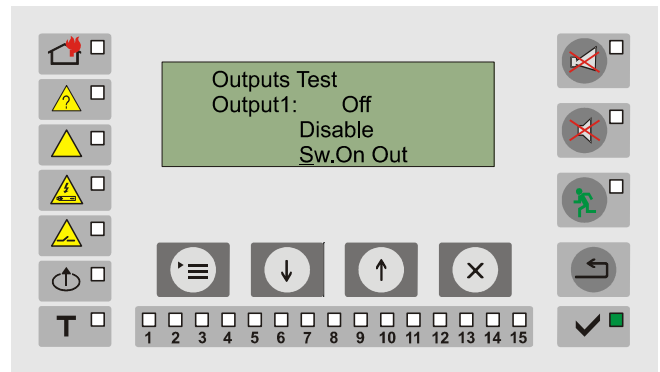 Outputs Test
Output1: Off
Disable
Sw.On Out
?
T
1 2 3 4 5 6 7 8 9 10 11 12 13 14 15